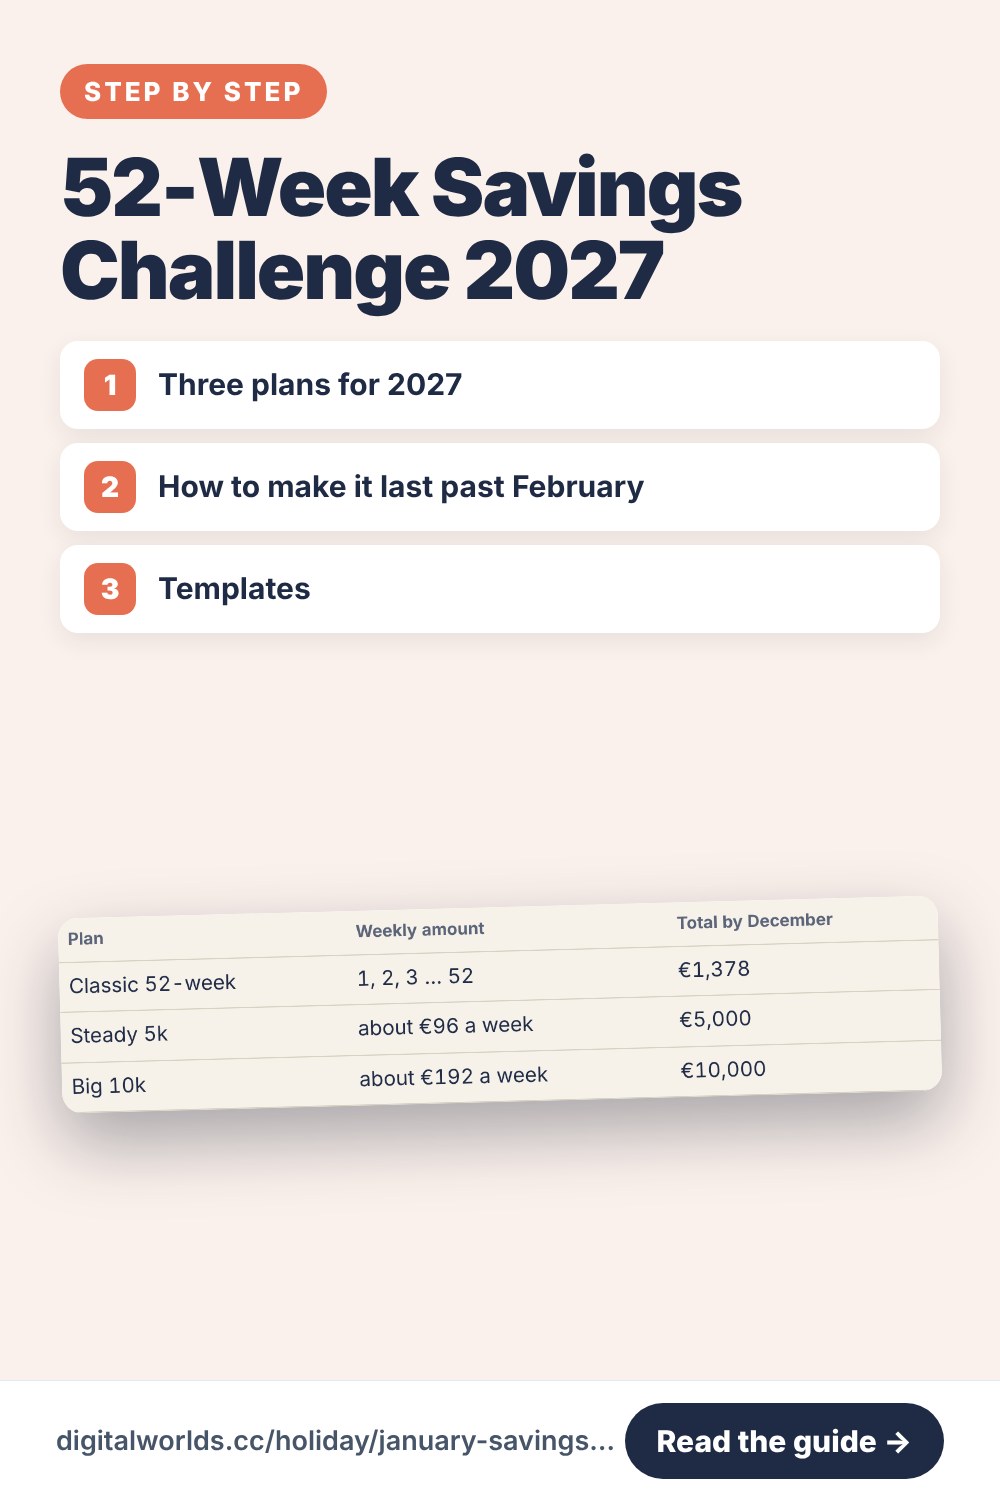 STEP BY STEP
52-Week Savings
Challenge 2027
1 Three plans for 2027
2 How to make it last past February
3 Templates
Plan Weekly amount Total by December
Classic 52-week 1, 2, 3 ... 52 €1,378
Steady 5k about €96 a week €5,000
Big 10k about €192 a week €10,000
digitalworlds.cc/holiday/january-savings... Read the guide →